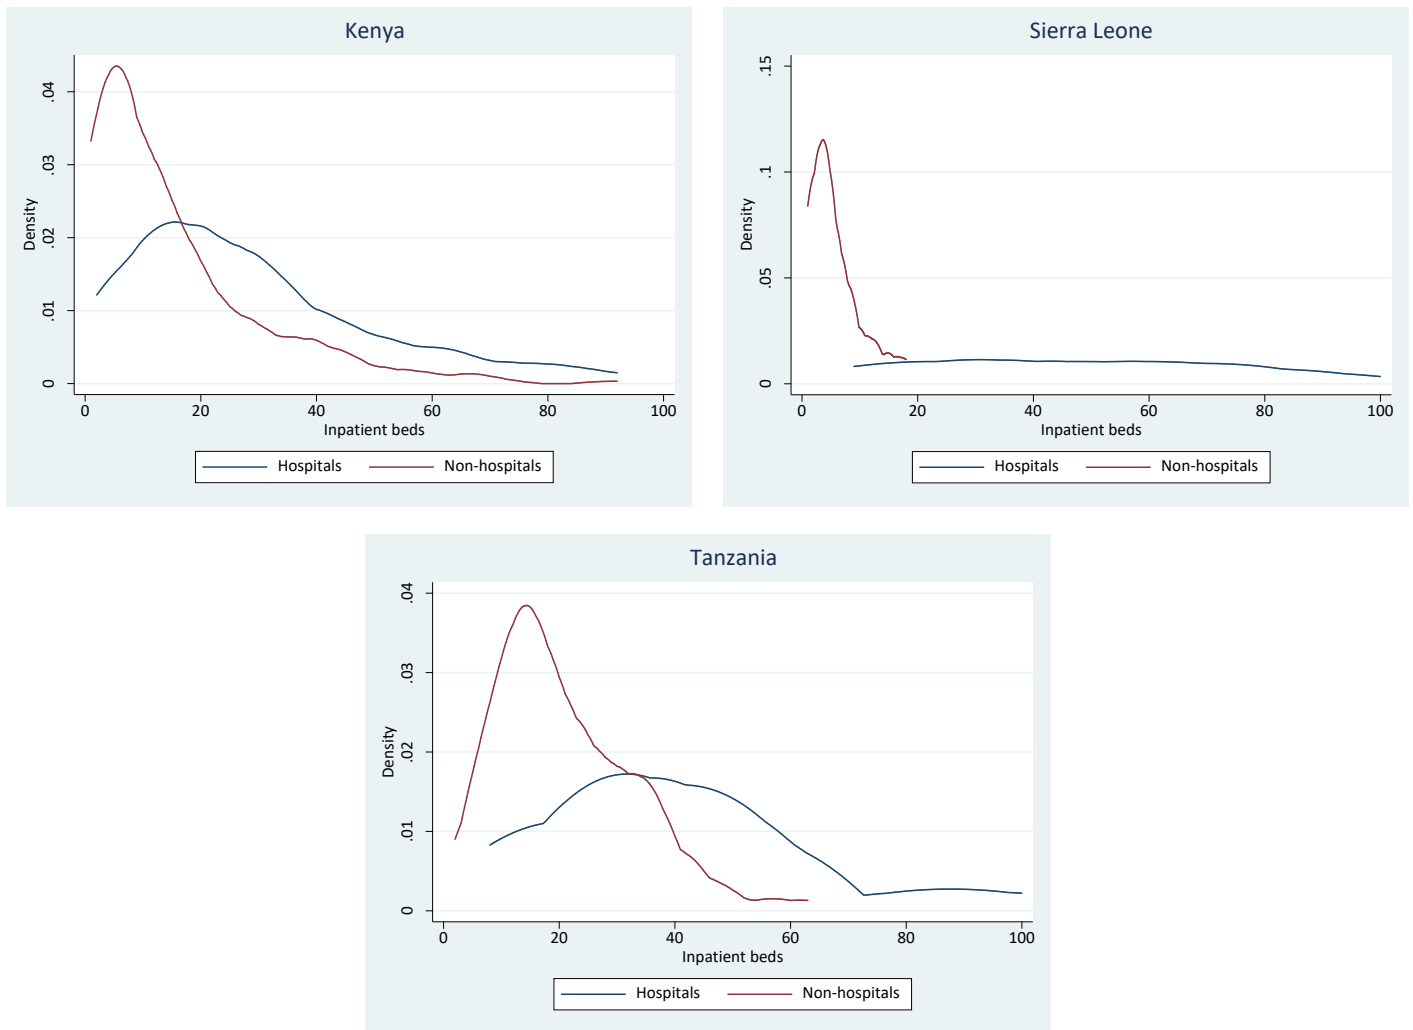 Kenya
Density
.04
.03
.02
.01
0
0 20 40 60 80 100
Inpatient beds
Hospitals Non-hospitals
Sierra Leone
Density
.15
.1
.05
0
0 20 40 60 80 100
Inpatient beds
Hospitals Non-hospitals
Tanzania
Density
.04
.03
.02
.01
0
0 20 40 60 80 100
Inpatient beds
Hospitals Non-hospitals